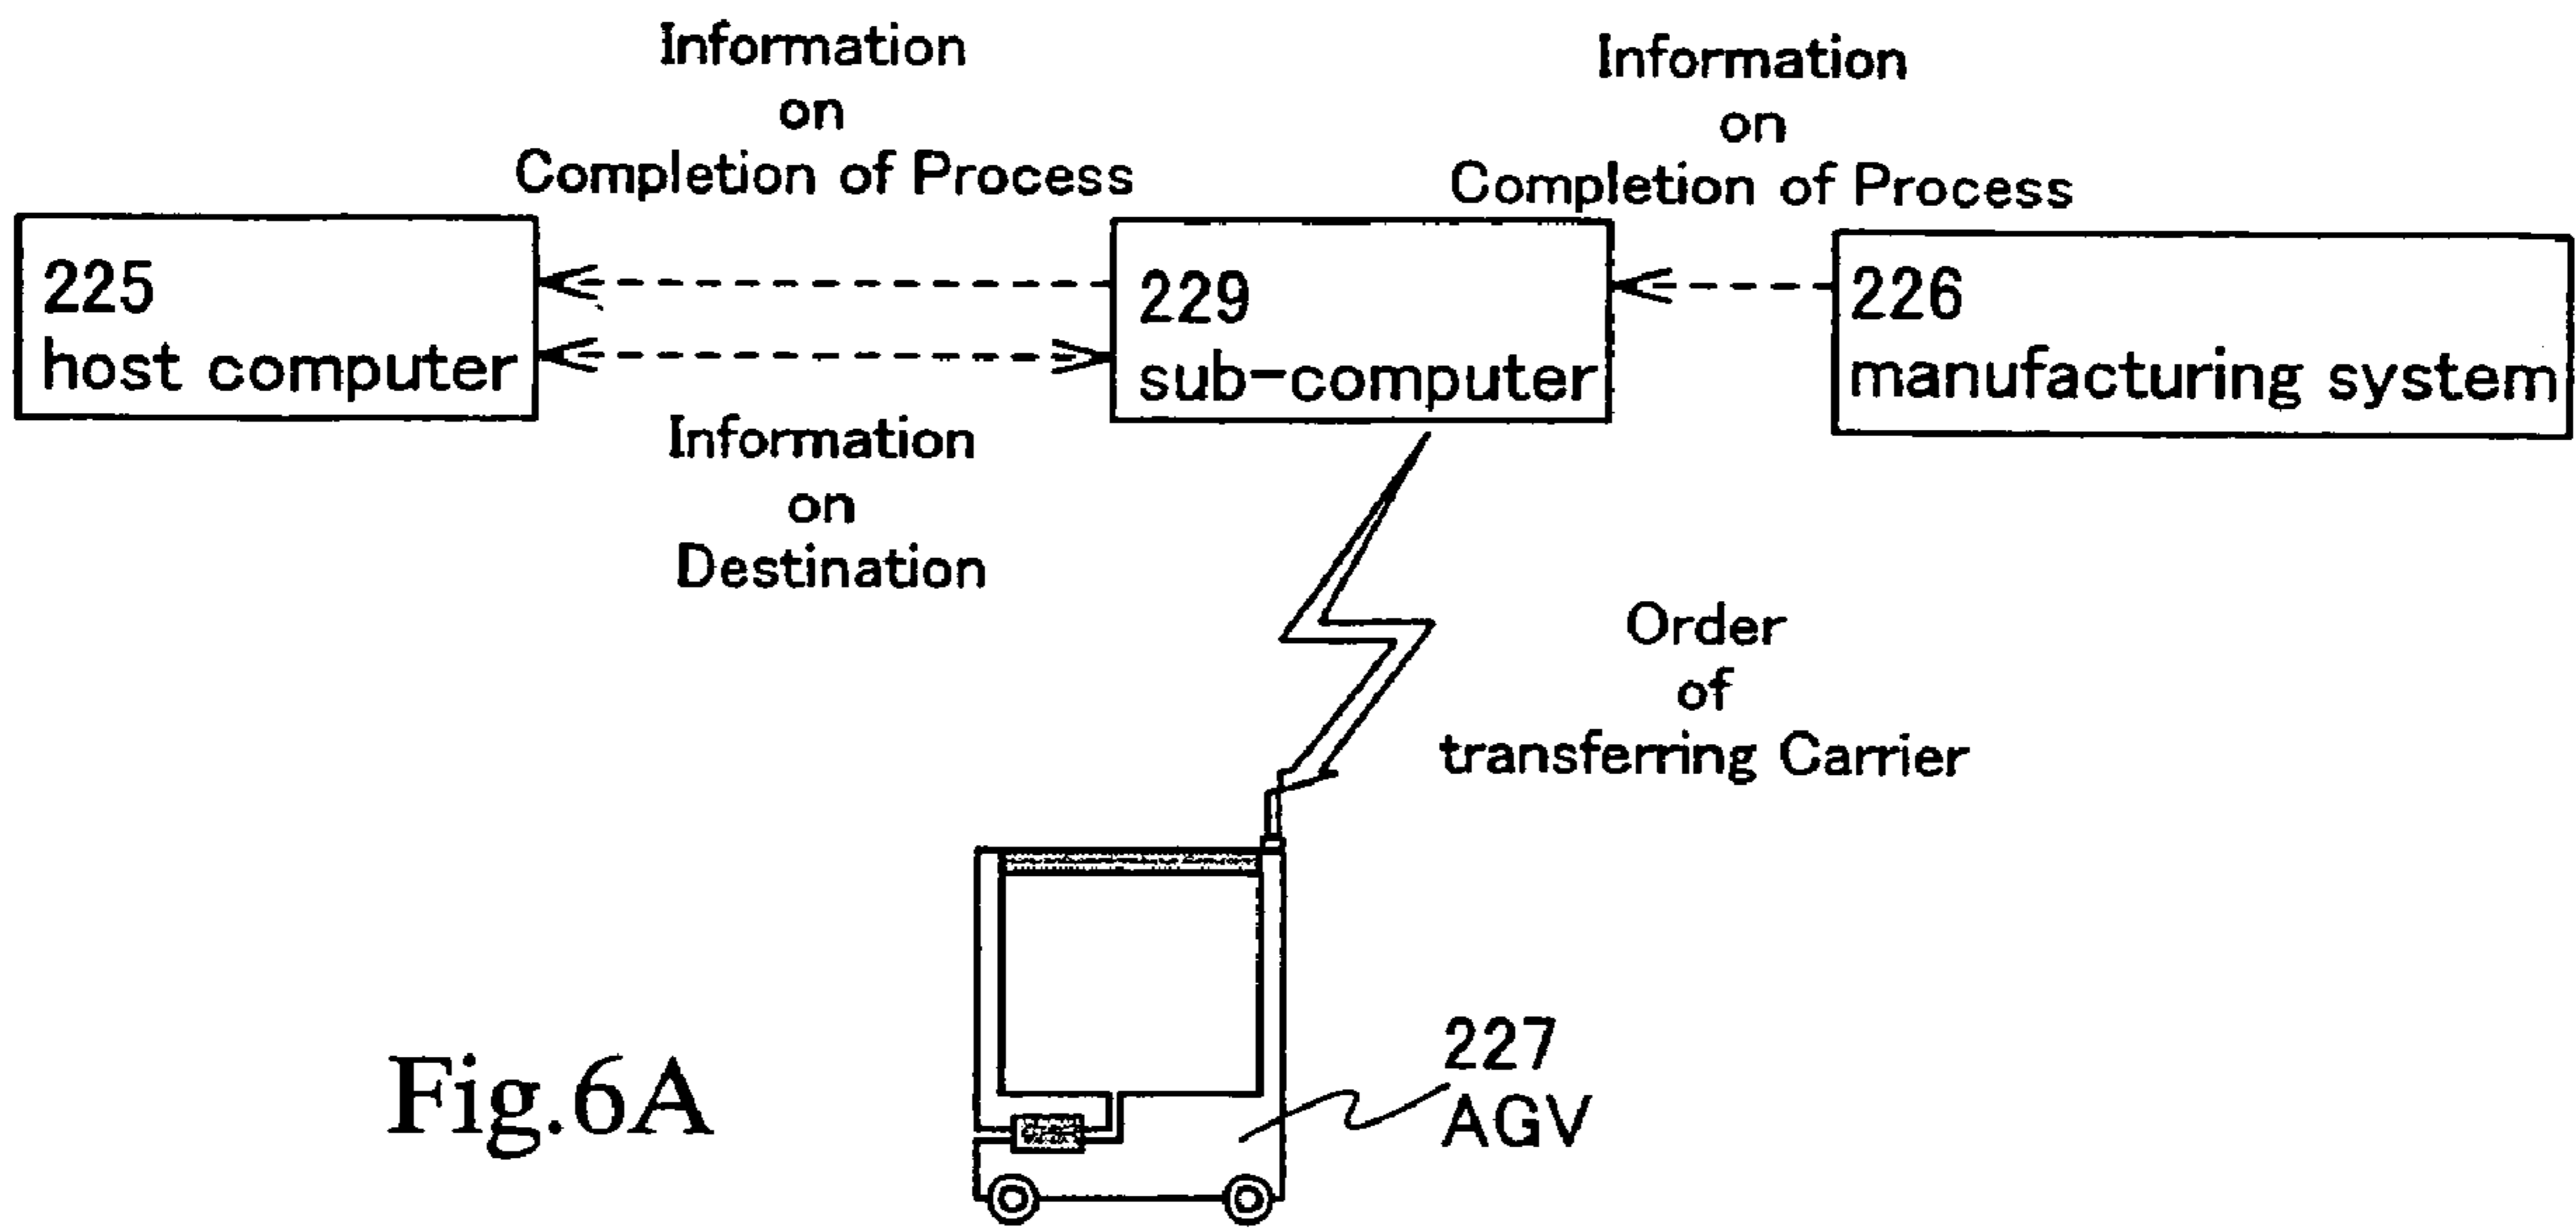 Information
on
Completion of Process
Information
on
Completion of Process
225
host computer
229
sub-computer
226
manufacturing system
Information
on
Destination
Order
of
transferring Carrier
227
AGV
Fig.6A